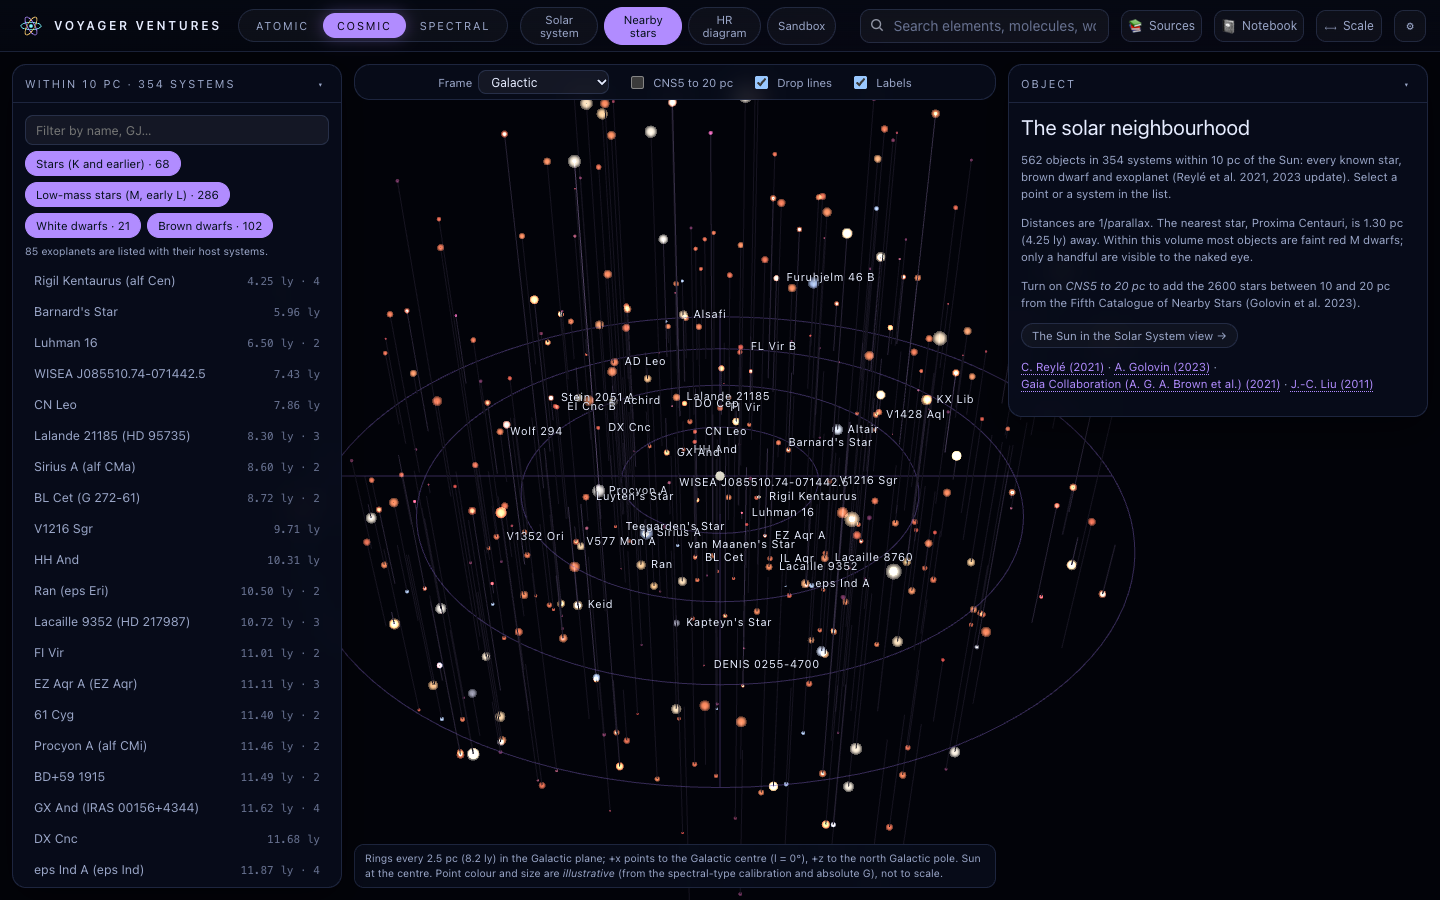 VOYAGER VENTURES
ATOMIC
COSMIC
SPECTRAL
Solar system
Nearby stars
HR diagram
Sandbox
Search elements, molecules, wo
Sources
Notebook
Scale
WITHIN 10 PC · 354 SYSTEMS
Filter by name, GJ...
Stars (K and earlier) · 68
Low-mass stars (M, early L) · 286
White dwarfs · 21
Brown dwarfs · 102
85 exoplanets are listed with their host systems.
Rigil Kentaurus (alf Cen) 4.25 ly · 4
Barnard's Star 5.96 ly
Luhman 16 6.50 ly · 2
WISEA J085510.74-071442.5 7.43 ly
CN Leo 7.86 ly
Lalande 21185 (HD 95735) 8.30 ly · 3
Sirius A (alf CMa) 8.60 ly · 2
BL Cet (G 272-61) 8.72 ly · 2
V1216 Sgr 9.71 ly
HH And 10.31 ly
Ran (eps Eri) 10.50 ly · 2
Lacaille 9352 (HD 217987) 10.72 ly · 3
FI Vir 11.01 ly · 2
EZ Aqr A (EZ Aqr) 11.11 ly · 3
61 Cyg 11.40 ly · 2
Procyon A (alf CMi) 11.46 ly · 2
BD+59 1915 11.49 ly · 2
GX And (IRAS 00156+4344) 11.62 ly · 4
DX Cnc 11.68 ly
eps Ind A (eps Ind) 11.87 ly · 4
Frame
Galactic
CNS5 to 20 pc
Drop lines
Labels
Furuhjelm 46 B
Alsafi
FL Vir B
AD Leo
Stein 2051 A
Achird
Lalande 21185
KX Lib
EI Cnc B
DO Cep
FI Vir
V1428 Aql
Wolf 294
DX Cnc
CN Leo
Altair
Barnard's Star
HH And
GX And
WISEA J085510.74-071442.5
V1216 Sgr
Procyon A
Luyten's Star
Rigil Kentaurus
Luhman 16
Teegarden's Star
Sirius A
V1352 Ori
V577 Mon A
EZ Aqr A
van Maanen's Star
BL Cet
IL Aqr
Lacaille 8760
Ran
Lacaille 9352
eps Ind A
Keid
Kapteyn's Star
DENIS 0255-4700
Rings every 2.5 pc (8.2 ly) in the Galactic plane; +x points to the Galactic centre (l = 0°), +z to the north Galactic pole. Sun
at the centre. Point colour and size are illustrative (from the spectral-type calibration and absolute G), not to scale.
OBJECT
The solar neighbourhood
562 objects in 354 systems within 10 pc of the Sun: every known star,
brown dwarf and exoplanet (Reylé et al. 2021, 2023 update). Select a
point or a system in the list.
Distances are 1/parallax. The nearest star, Proxima Centauri, is 1.30 pc
(4.25 ly) away. Within this volume most objects are faint red M dwarfs;
only a handful are visible to the naked eye.
Turn on CNS5 to 20 pc to add the 2600 stars between 10 and 20 pc
from the Fifth Catalogue of Nearby Stars (Golovin et al. 2023).
The Sun in the Solar System view →
C. Reylé (2021) · A. Golovin (2023) ·
Gaia Collaboration (A. G. A. Brown et al.) (2021) · J.-C. Liu (2011)